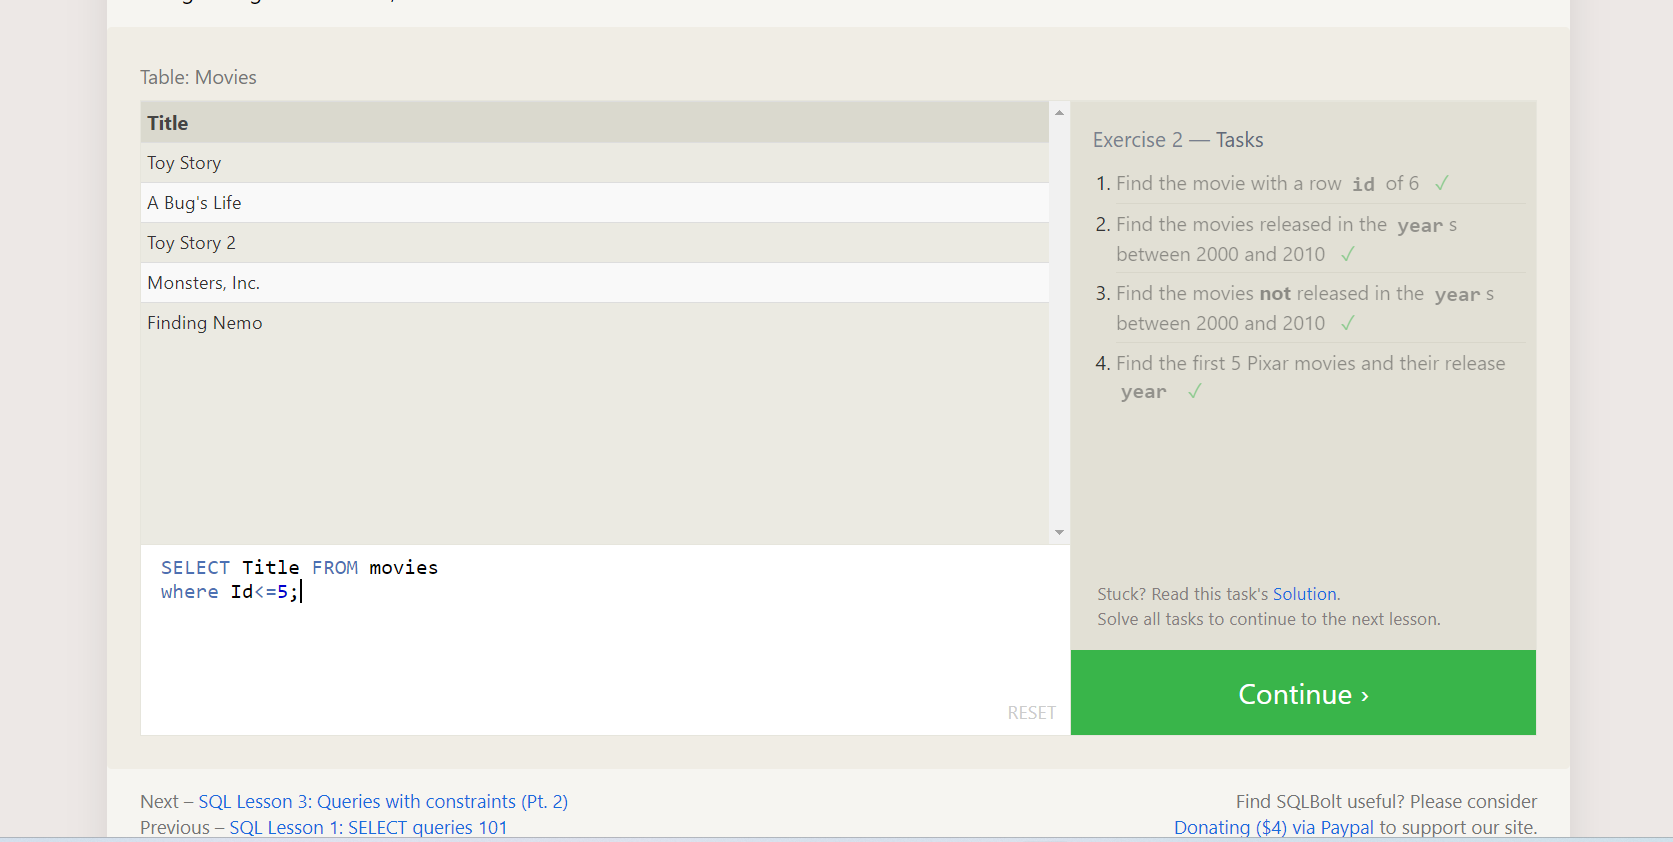 Table: Movies
Title
Toy Story
A Bug's Life
Toy Story 2
Monsters, Inc.
Finding Nemo
SELECT Title FROM movies
where Id<=5;
RESET
Exercise 2 — Tasks
1. Find the movie with a row id of 6 ✓
2. Find the movies released in the year s
between 2000 and 2010 ✓
3. Find the movies not released in the year s
between 2000 and 2010 ✓
4. Find the first 5 Pixar movies and their release
year ✓
Stuck? Read this task's Solution.
Solve all tasks to continue to the next lesson.
Continue ›
Next – SQL Lesson 3: Queries with constraints (Pt. 2)
Previous – SQL Lesson 1: SELECT queries 101
Find SQLBolt useful? Please consider
Donating ($4) via Paypal to support our site.